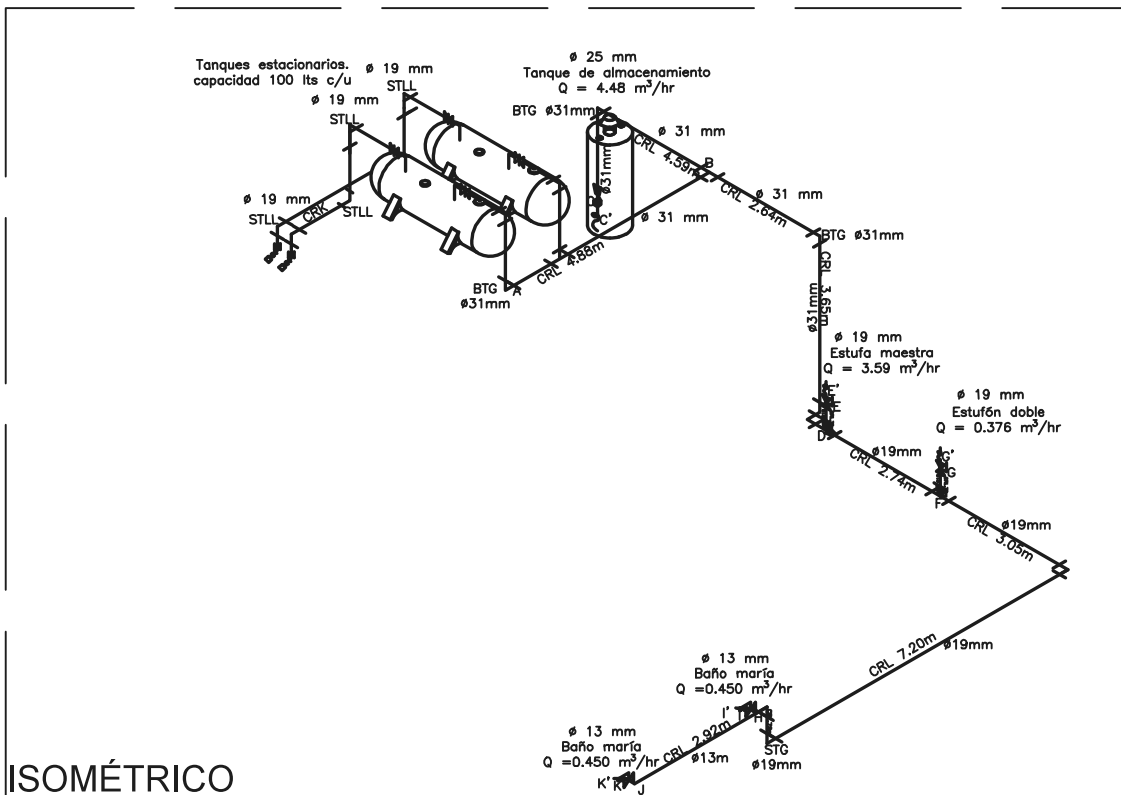 Tanques estacionarios.
capacidad 100 lts c/u
ø 19 mm
STLL
ø 19 mm
STLL
ø 19 mm
STLL
CRK
STLL
ø 25 mm
Tanque de almacenamiento
Q = 4.48 m³/hr
BTG ø31mm
ø 31 mm
CRL 4.59m
B
ø31mm
C'
ø 31 mm
CRL 2.64m
ø 31 mm
BTG ø31mm
CRL 4.88m
BTG
ø31mm
A
CRL 3.65m
ø31mm
ø 19 mm
Estufa maestra
Q = 3.59 m³/hr
D
ø19mm
CRL 2.74m
ø 19 mm
Estufón doble
Q = 0.376 m³/hr
G'
G
F
ø19mm
CRL 3.05m
CRL 7.20m
ø19mm
ø 13 mm
Baño maría
Q =0.450 m³/hr
I'
I
H
STG
ø19mm
CRL 2.92m
ø13m
ø 13 mm
Baño maría
Q =0.450 m³/hr
K'
K
J
ISOMÉTRICO